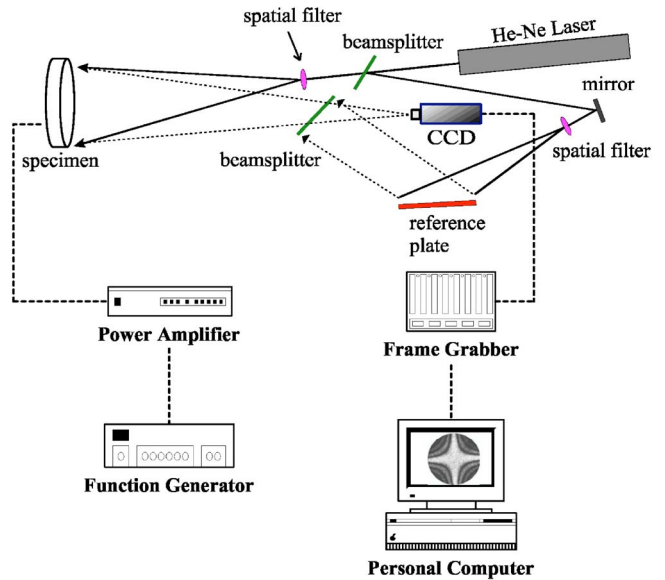 spatial filter
beamsplitter
He-Ne Laser
mirror
CCD
specimen
beamsplitter
spatial filter
reference
plate
Power Amplifier
Frame Grabber
Function Generator
Personal Computer